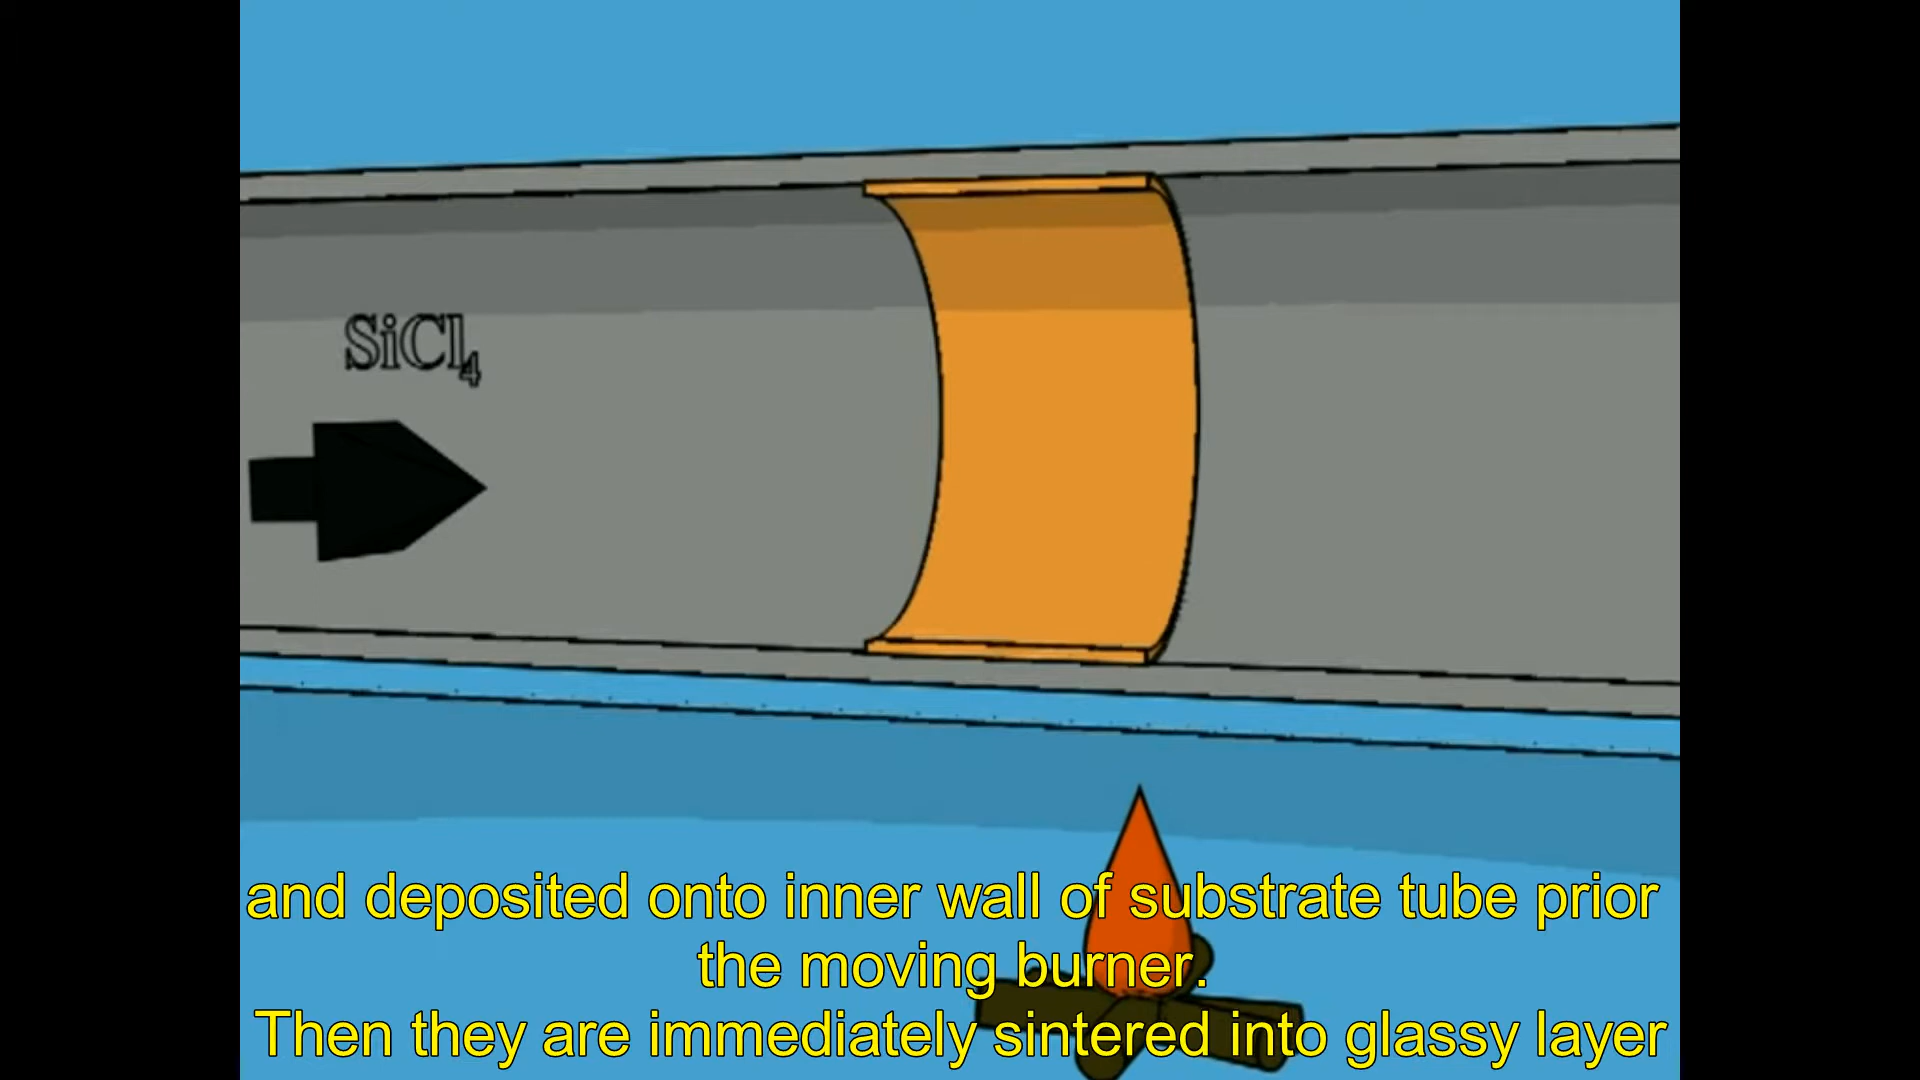 SiCl4
and deposited onto inner wall of substrate tube prior
the moving burner.
Then they are immediately sintered into glassy layer